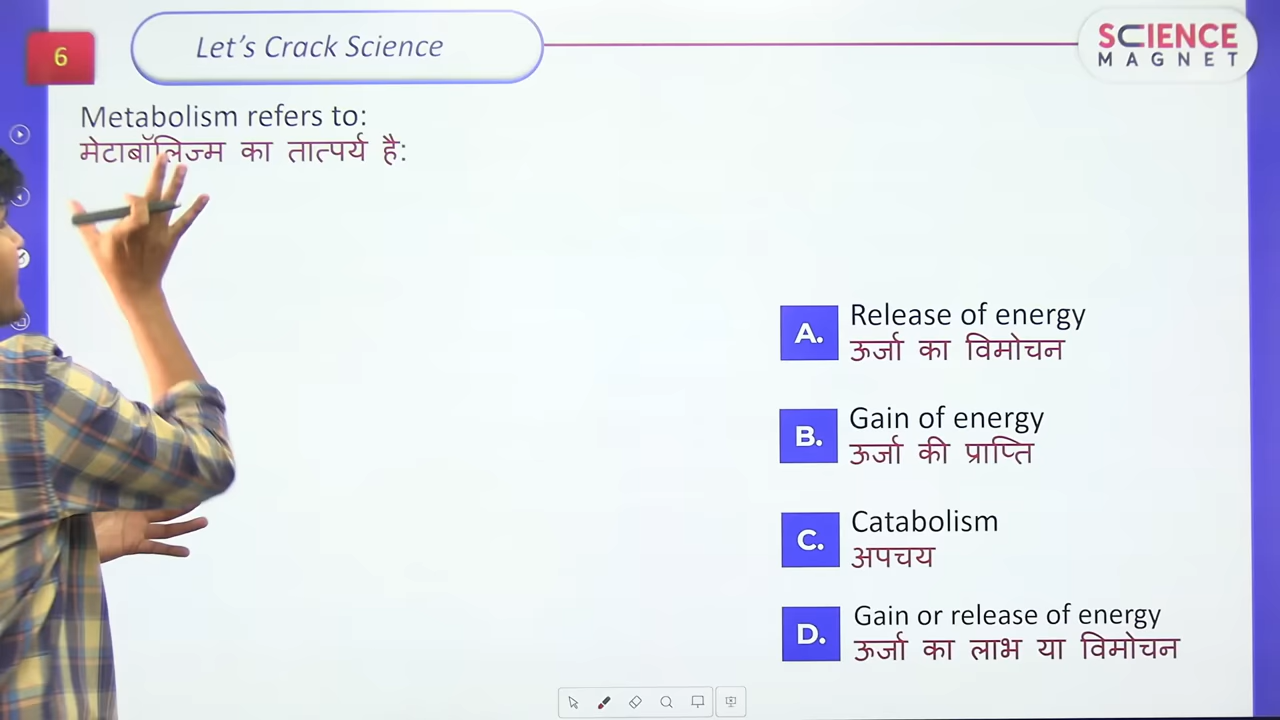 6
Let's Crack Science
SCIENCE
MAGNET
Metabolism refers to:
मेटाबॉलिज्म का तात्पर्य है:
A.
Release of energy
ऊर्जा का विमोचन
B.
Gain of energy
ऊर्जा की प्राप्ति
C.
Catabolism
अपचय
D.
Gain or release of energy
ऊर्जा का लाभ या विमोचन